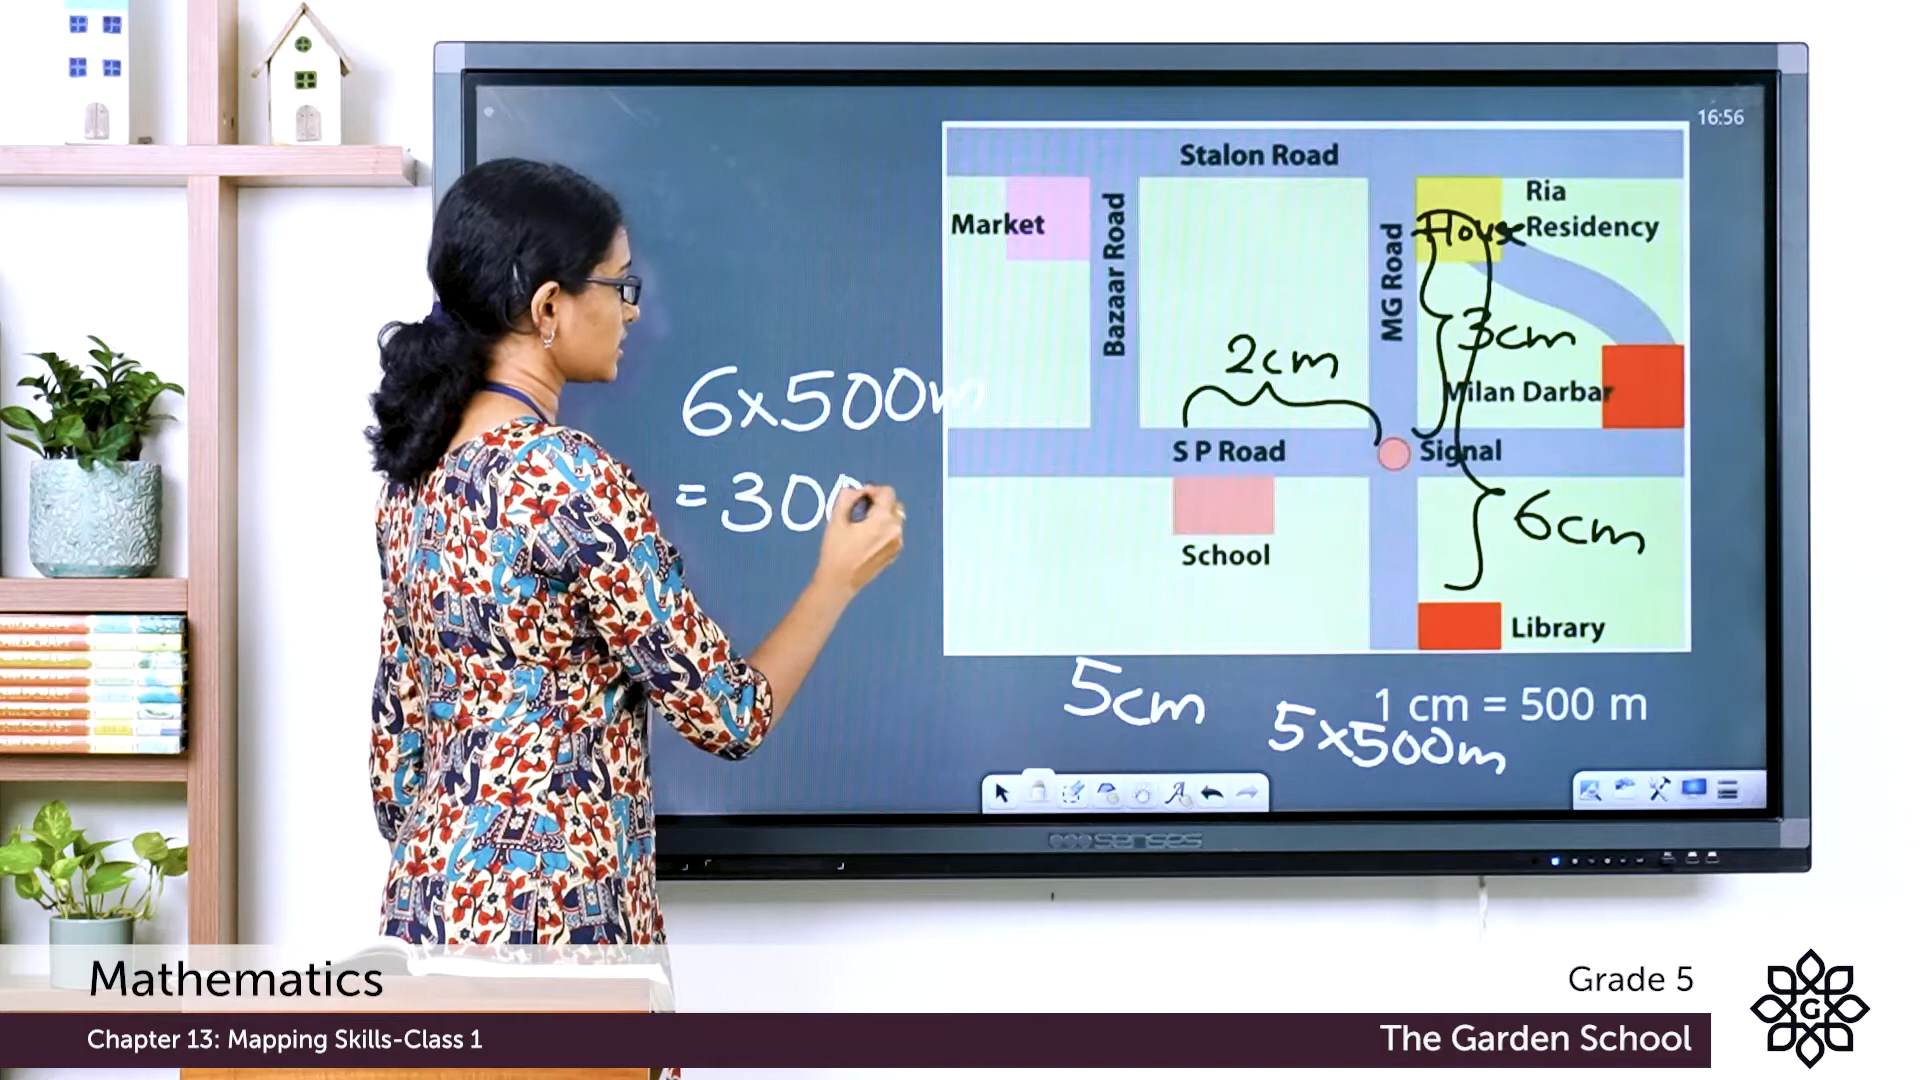 16:56
Stalon Road
Market
Bazaar Road
MG Road
House
Ria
Residency
3cm
2cm
Milan Darbar
6x500m
= 300
S P Road
Signal
6cm
School
Library
5cm
1 cm = 500 m
5x500m
senses
Mathematics
Grade 5
Chapter 13: Mapping Skills-Class 1
The Garden School
G